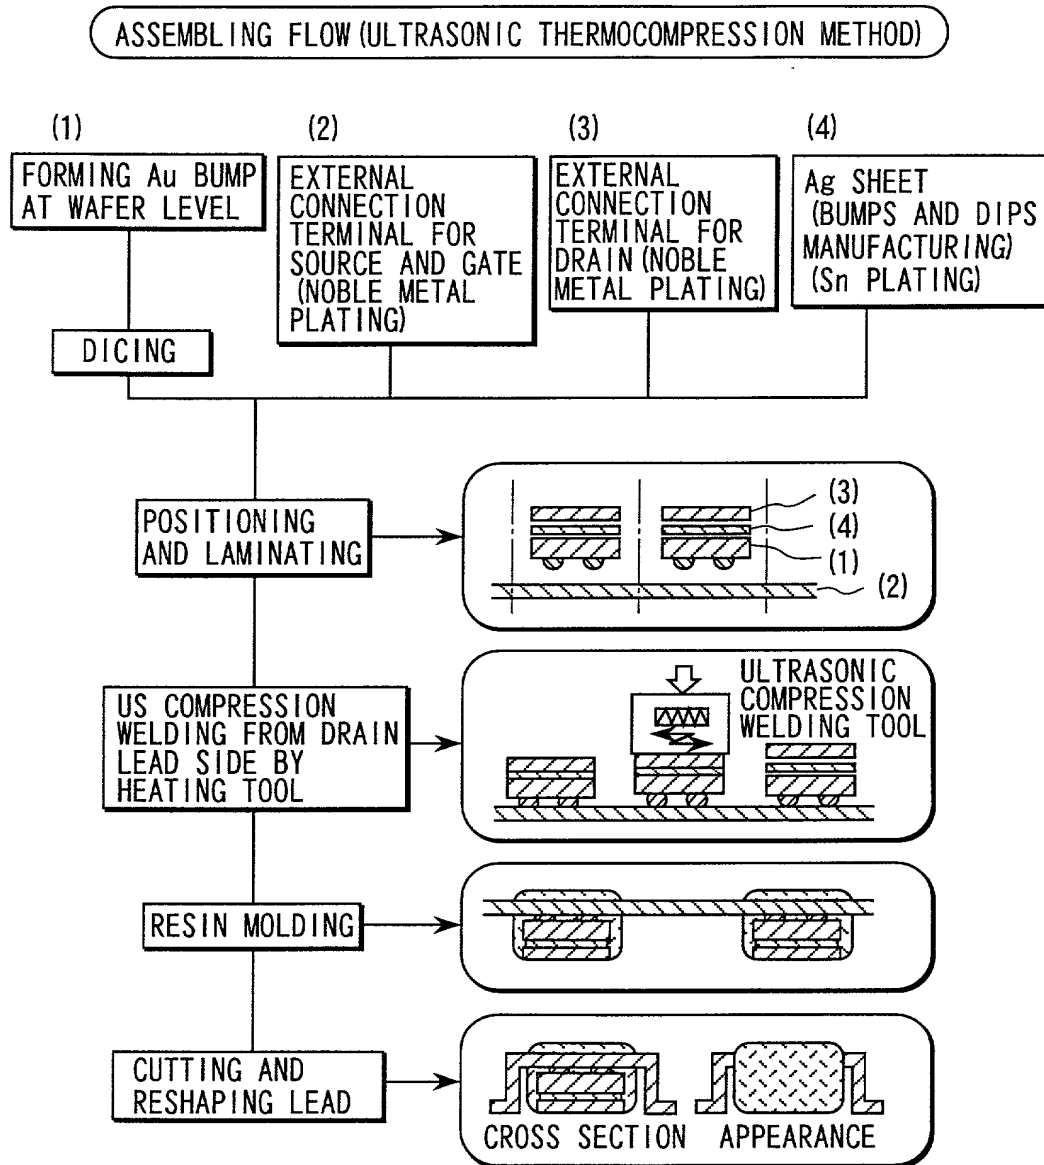 ASSEMBLING FLOW (ULTRASONIC THERMOCOMPRESSION METHOD)
(1)
FORMING Au BUMP
AT WAFER LEVEL
DICING
(2)
EXTERNAL
CONNECTION
TERMINAL FOR
SOURCE AND GATE
(NOBLE METAL
PLATING)
(3)
EXTERNAL
CONNECTION
TERMINAL FOR
DRAIN (NOBLE
METAL PLATING)
(4)
Ag SHEET
(BUMPS AND DIPS
MANUFACTURING)
(Sn PLATING)
POSITIONING
AND LAMINATING
(3)
(4)
(1)
(2)
US COMPRESSION
WELDING FROM DRAIN
LEAD SIDE BY
HEATING TOOL
ULTRASONIC
COMPRESSION
WELDING TOOL
RESIN MOLDING
CUTTING AND
RESHAPING LEAD
CROSS SECTION
APPEARANCE